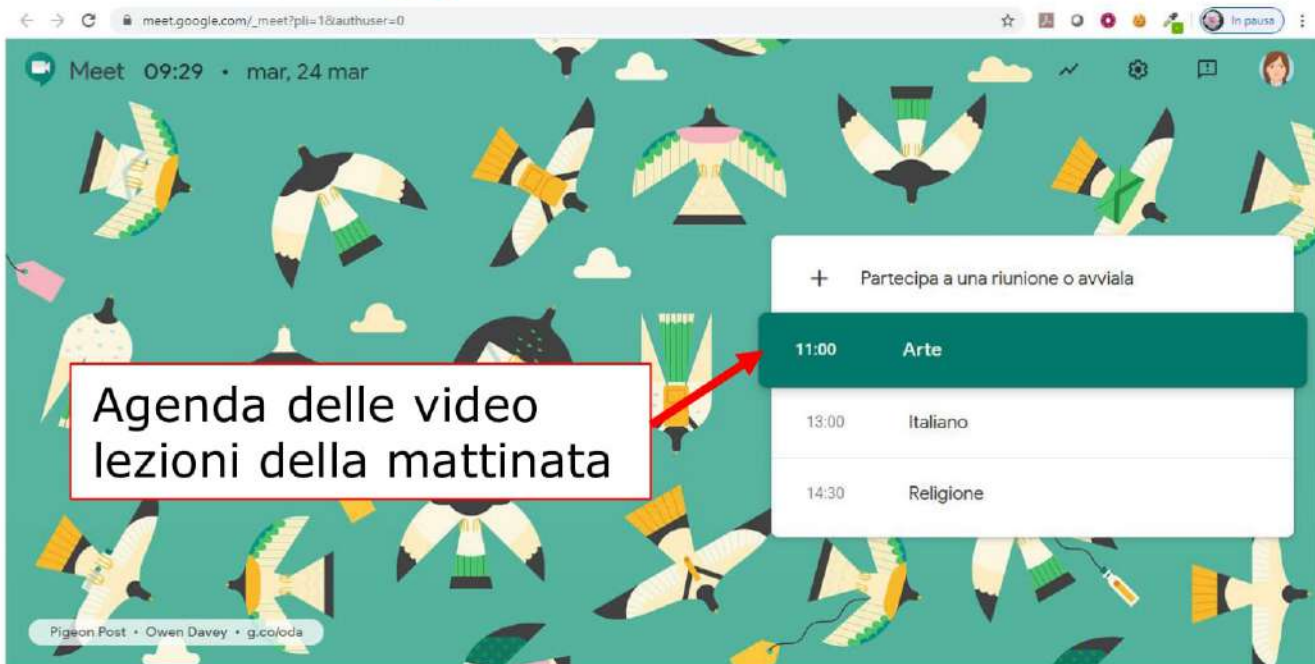 meet.google.com/_meet?pli=1&authuser=0
In pausa
Meet 09:29 • mar, 24 mar
+ Partecipa a una riunione o avviala
11:00 Arte
Agenda delle video
lezioni della mattinata
13:00 Italiano
14:30 Religione
Pigeon Post • Owen Davey • g.co/oda